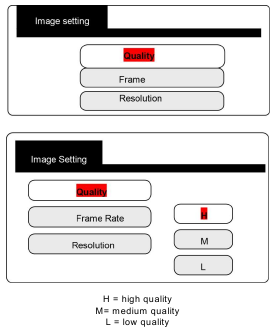 Image setting
Quality
Frame
Resolution
Image Setting
Quality
Frame Rate
Resolution
H
M
L
H = high quality
M= medium quality
L = low quality